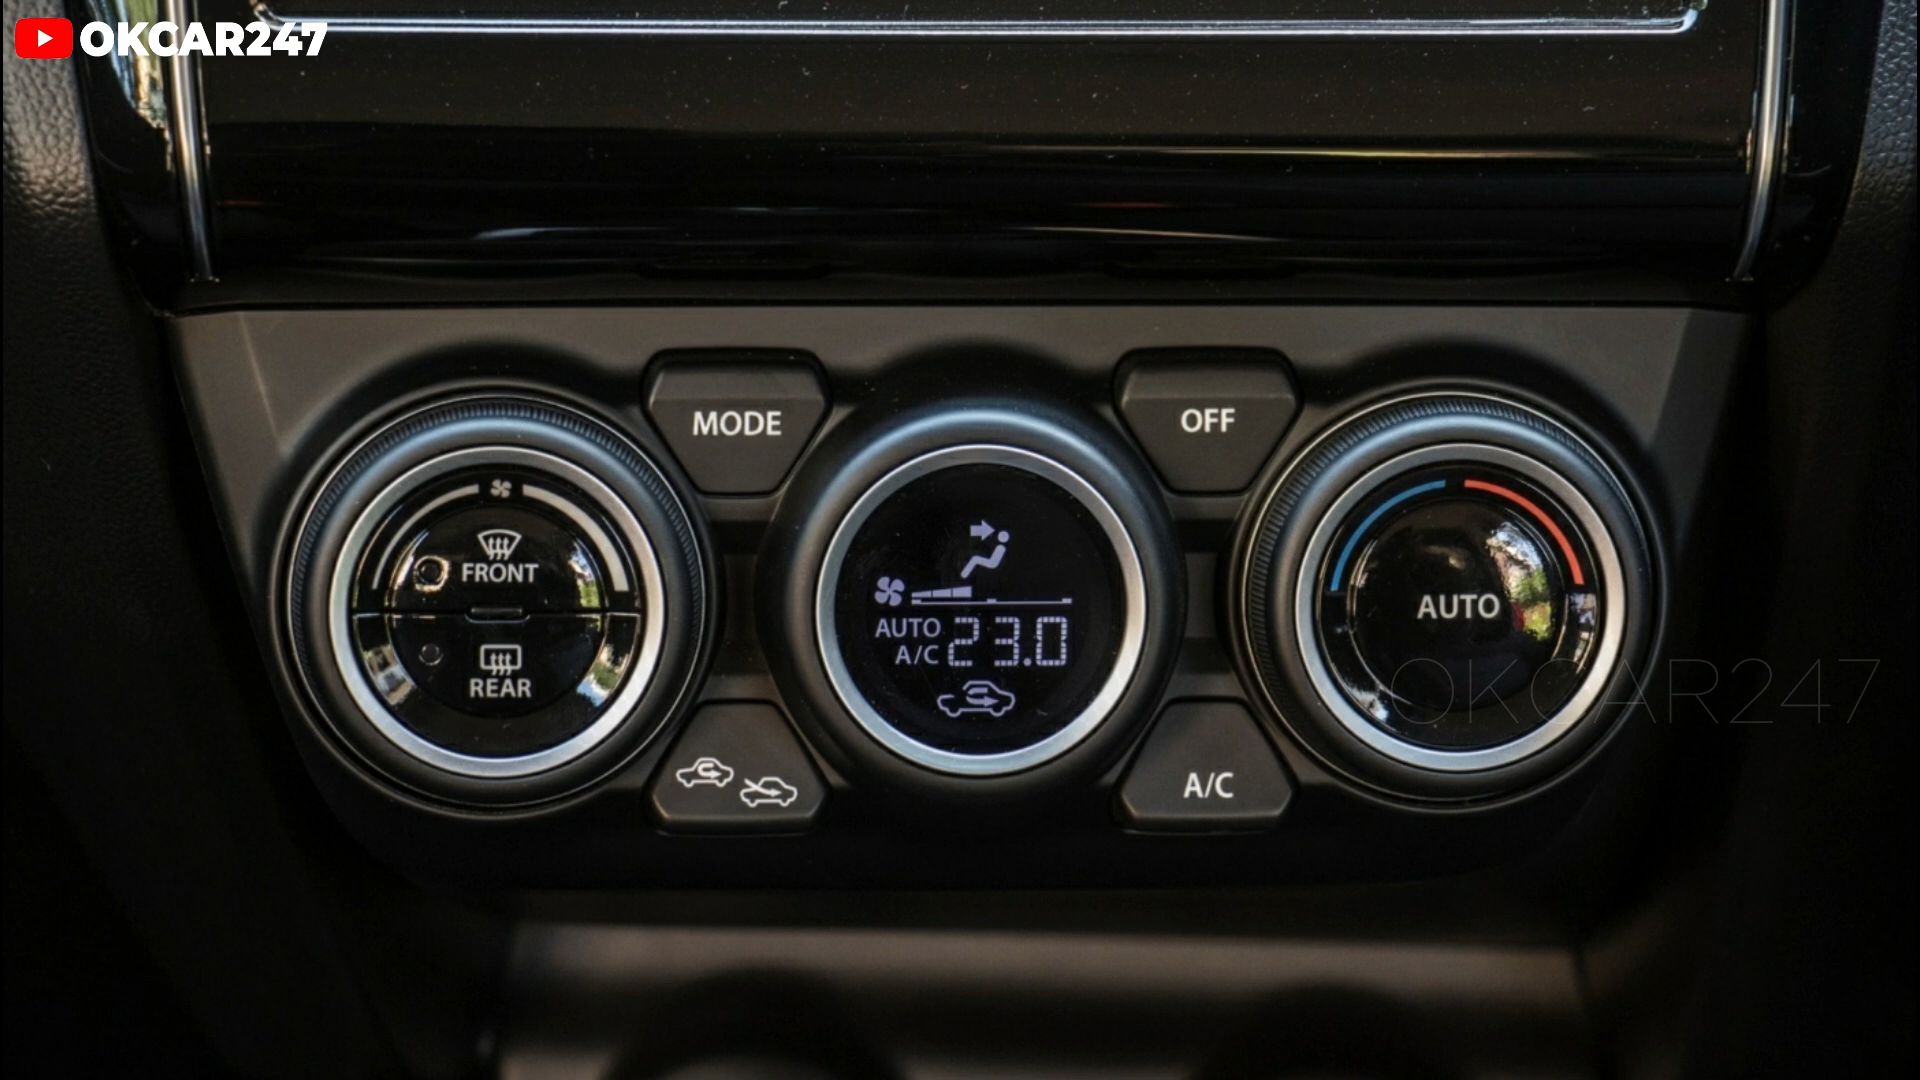 OKCAR247
MODE
OFF
FRONT
REAR
AUTO
A/C
23.0
AUTO
A/C
OKCAR247